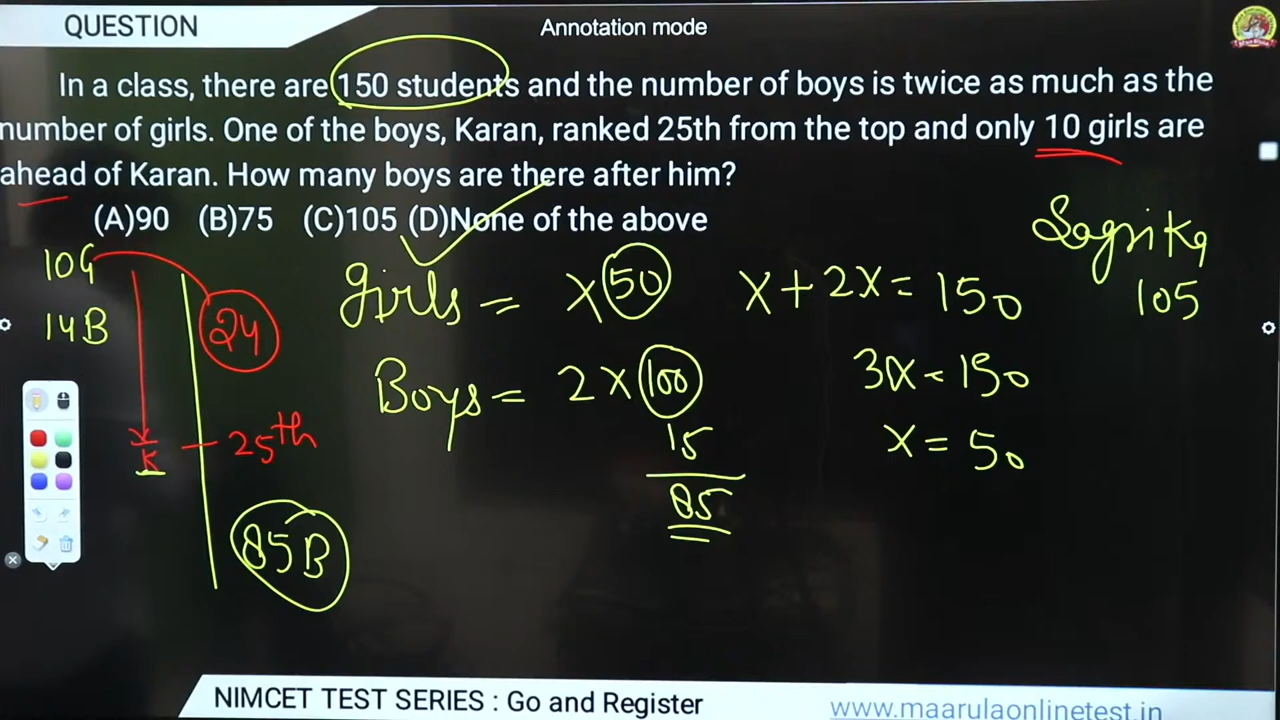 QUESTION
Annotation mode
In a class, there are 150 students and the number of boys is twice as much as the
number of girls. One of the boys, Karan, ranked 25th from the top and only 10 girls are
ahead of Karan. How many boys are there after him?
(A)90 (B)75 (C)105 (D)None of the above
Sagrika
105
10G
14B
24
K
25th
85B
Girls = x 50
Boys = 2x 100
15
85
x + 2x = 150
3x = 150
x = 50
NIMCET TEST SERIES : Go and Register
www.maarulaonlinetest.in